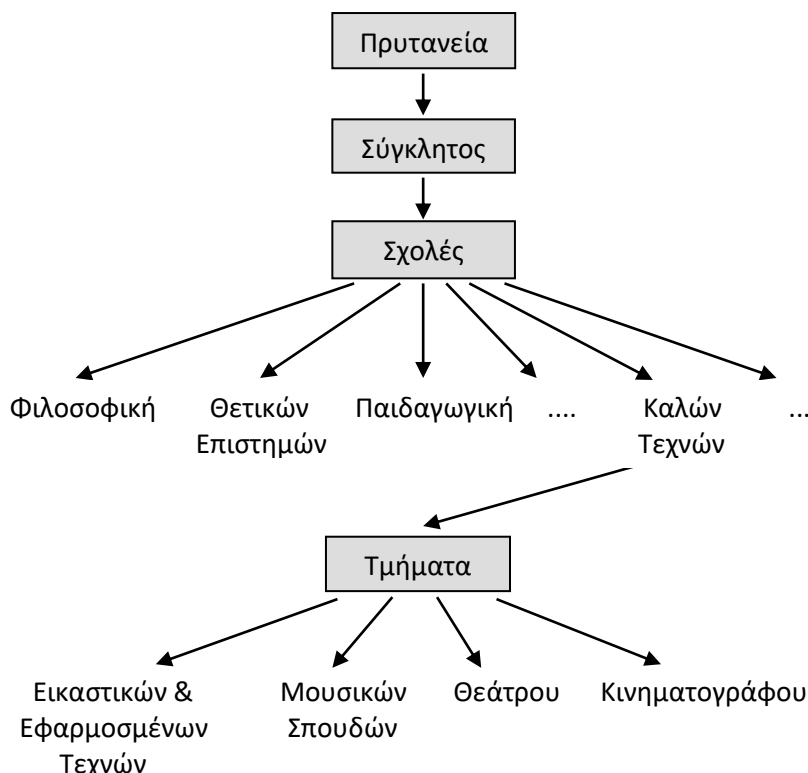 Πρυτανεία
Σύγκλητος
Σχολές
Φιλοσοφική
Θετικών
Επιστημών
Παιδαγωγική
....
Καλών
Τεχνών
...
Τμήματα
Εικαστικών &
Εφαρμοσμένων
Τεχνών
Μουσικών
Σπουδών
Θεάτρου
Κινηματογράφου